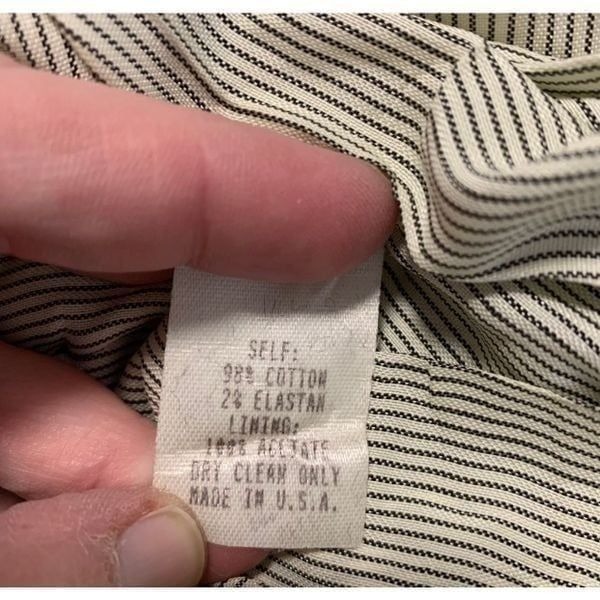 SELF:
98% COTTON
2% ELASTAN
LINING:
100% ACETATE
DRY CLEAN ONLY
MADE IN U.S.A.